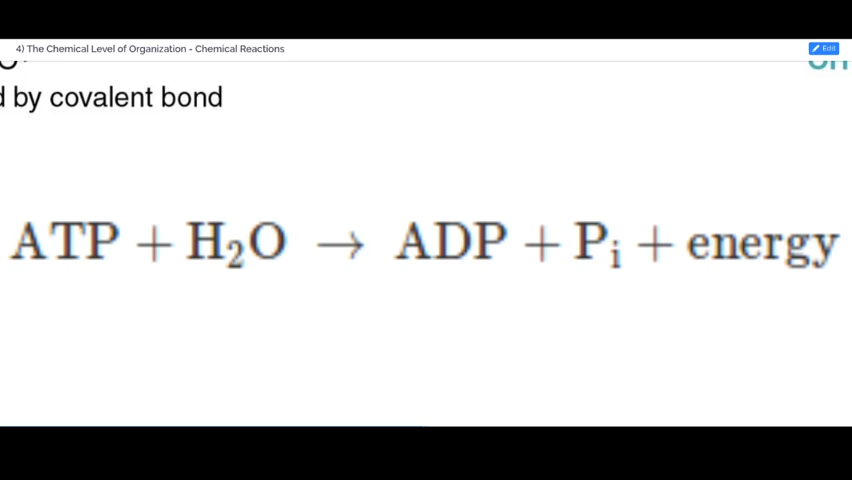 4) The Chemical Level of Organization - Chemical Reactions
Edit
by covalent bond
ATP + H₂O → ADP + Pᵢ + energy